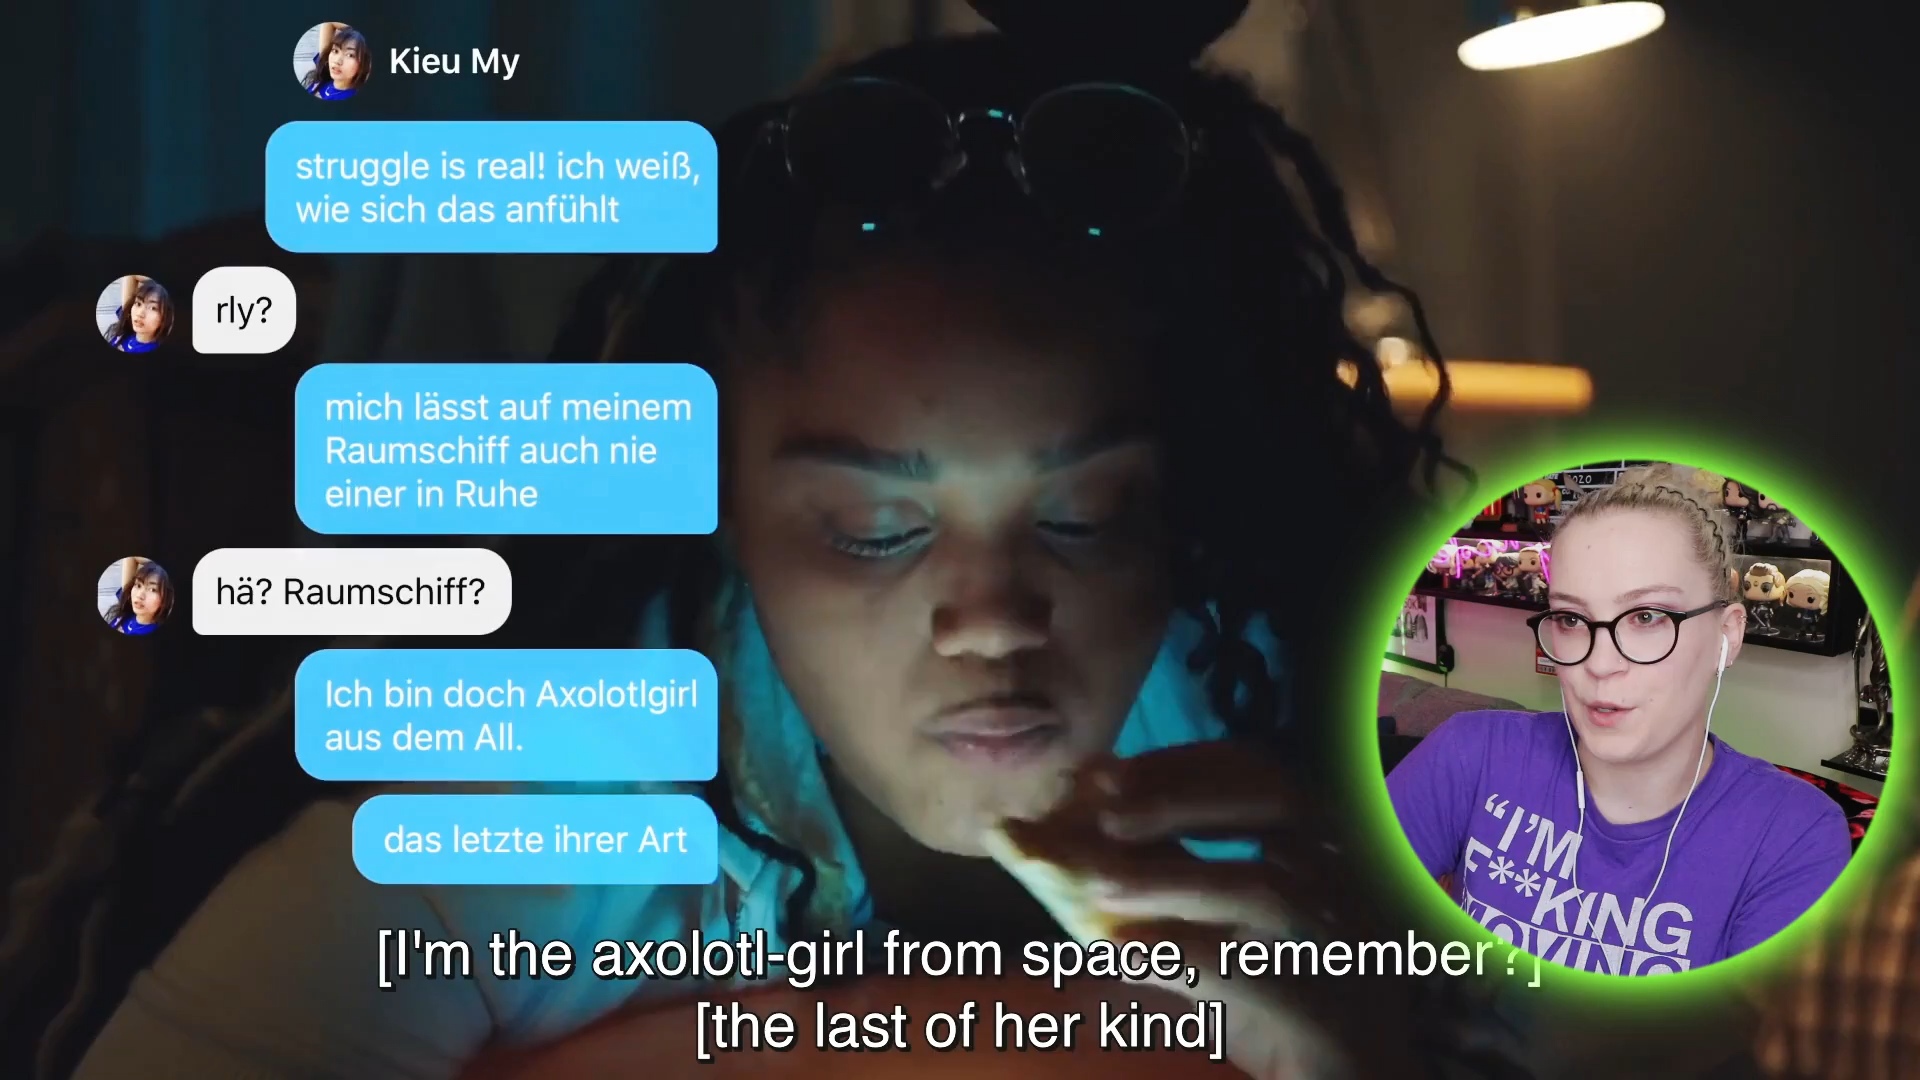 Kieu My
struggle is real! ich weiß,
wie sich das anfühlt
rly?
mich lässt auf meinem
Raumschiff auch nie
einer in Ruhe
hä? Raumschiff?
Ich bin doch Axolotlgirl
aus dem All.
das letzte ihrer Art
[I'm the axolotl-girl from space, remember?]
[the last of her kind]
2020
"I'M
F**KING